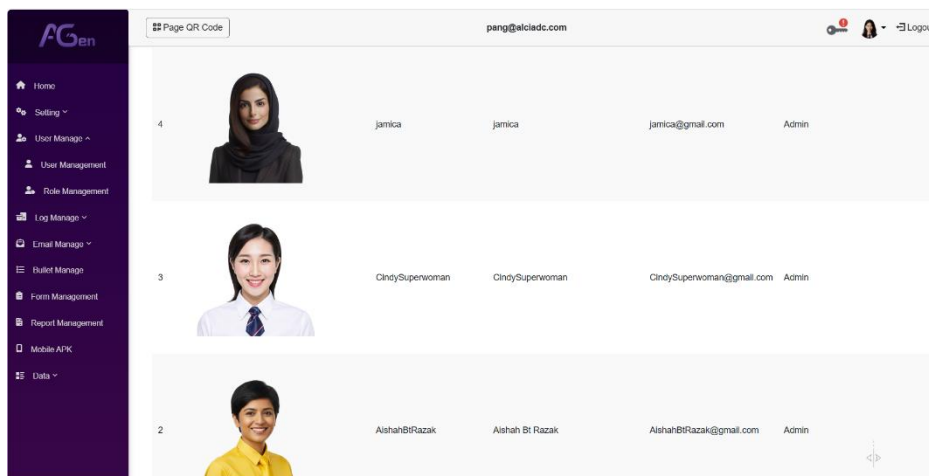 AGen
Page QR Code
pang@alciadc.com
Logou
Home
Setting
User Manage
User Management
Role Management
Log Manage
Email Manage
Bullet Manage
Form Management
Report Management
Mobile APK
Data
4 jamica jamica jamica@gmail.com Admin
3 CindySuperwoman CindySuperwoman CindySuperwoman@gmail.com Admin
2 AishahBtRazak Aishah Bt Razak AishahBtRazak@gmail.com Admin